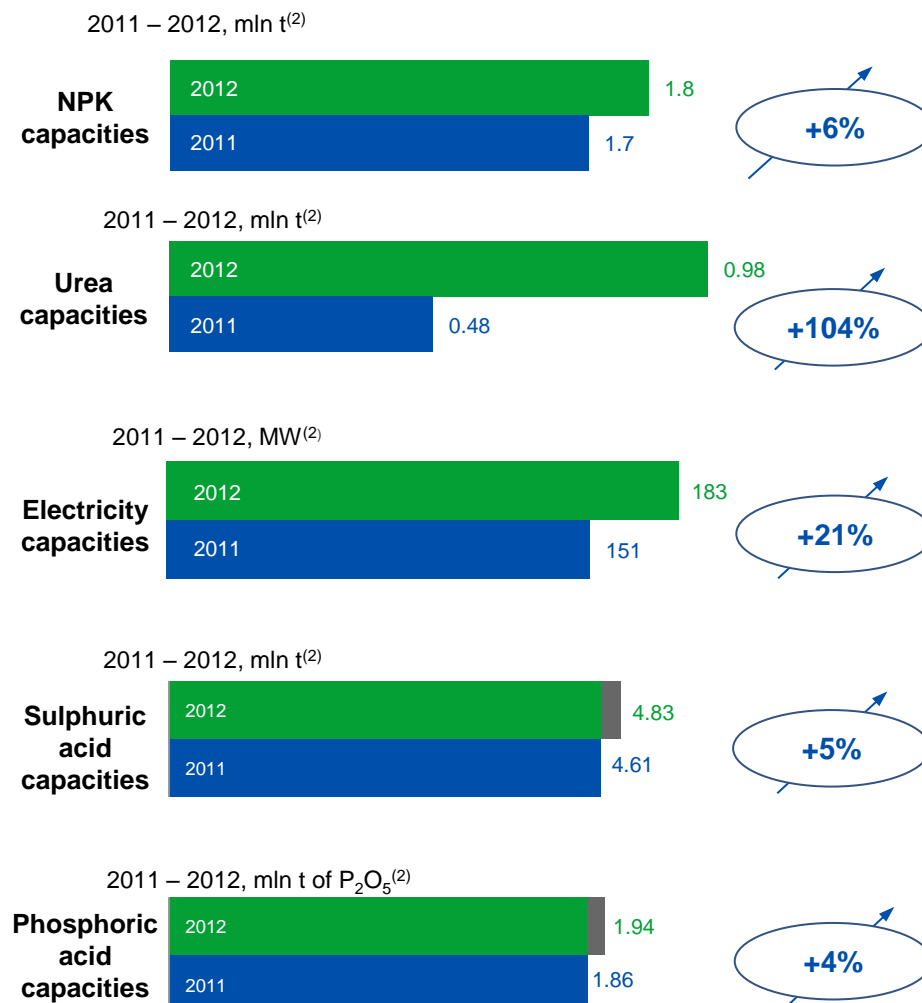 2011 – 2012, mln t(2)
NPK
capacities
2012
1.8
2011
1.7
+6%
2011 – 2012, mln t(2)
Urea
capacities
2012
0.98
2011
0.48
+104%
2011 – 2012, MW(2)
Electricity
capacities
2012
183
2011
151
+21%
2011 – 2012, mln t(2)
Sulphuric
acid
capacities
2012
4.83
2011
4.61
+5%
2011 – 2012, mln t of P2O5(2)
Phosphoric
acid
capacities
2012
1.94
2011
1.86
+4%